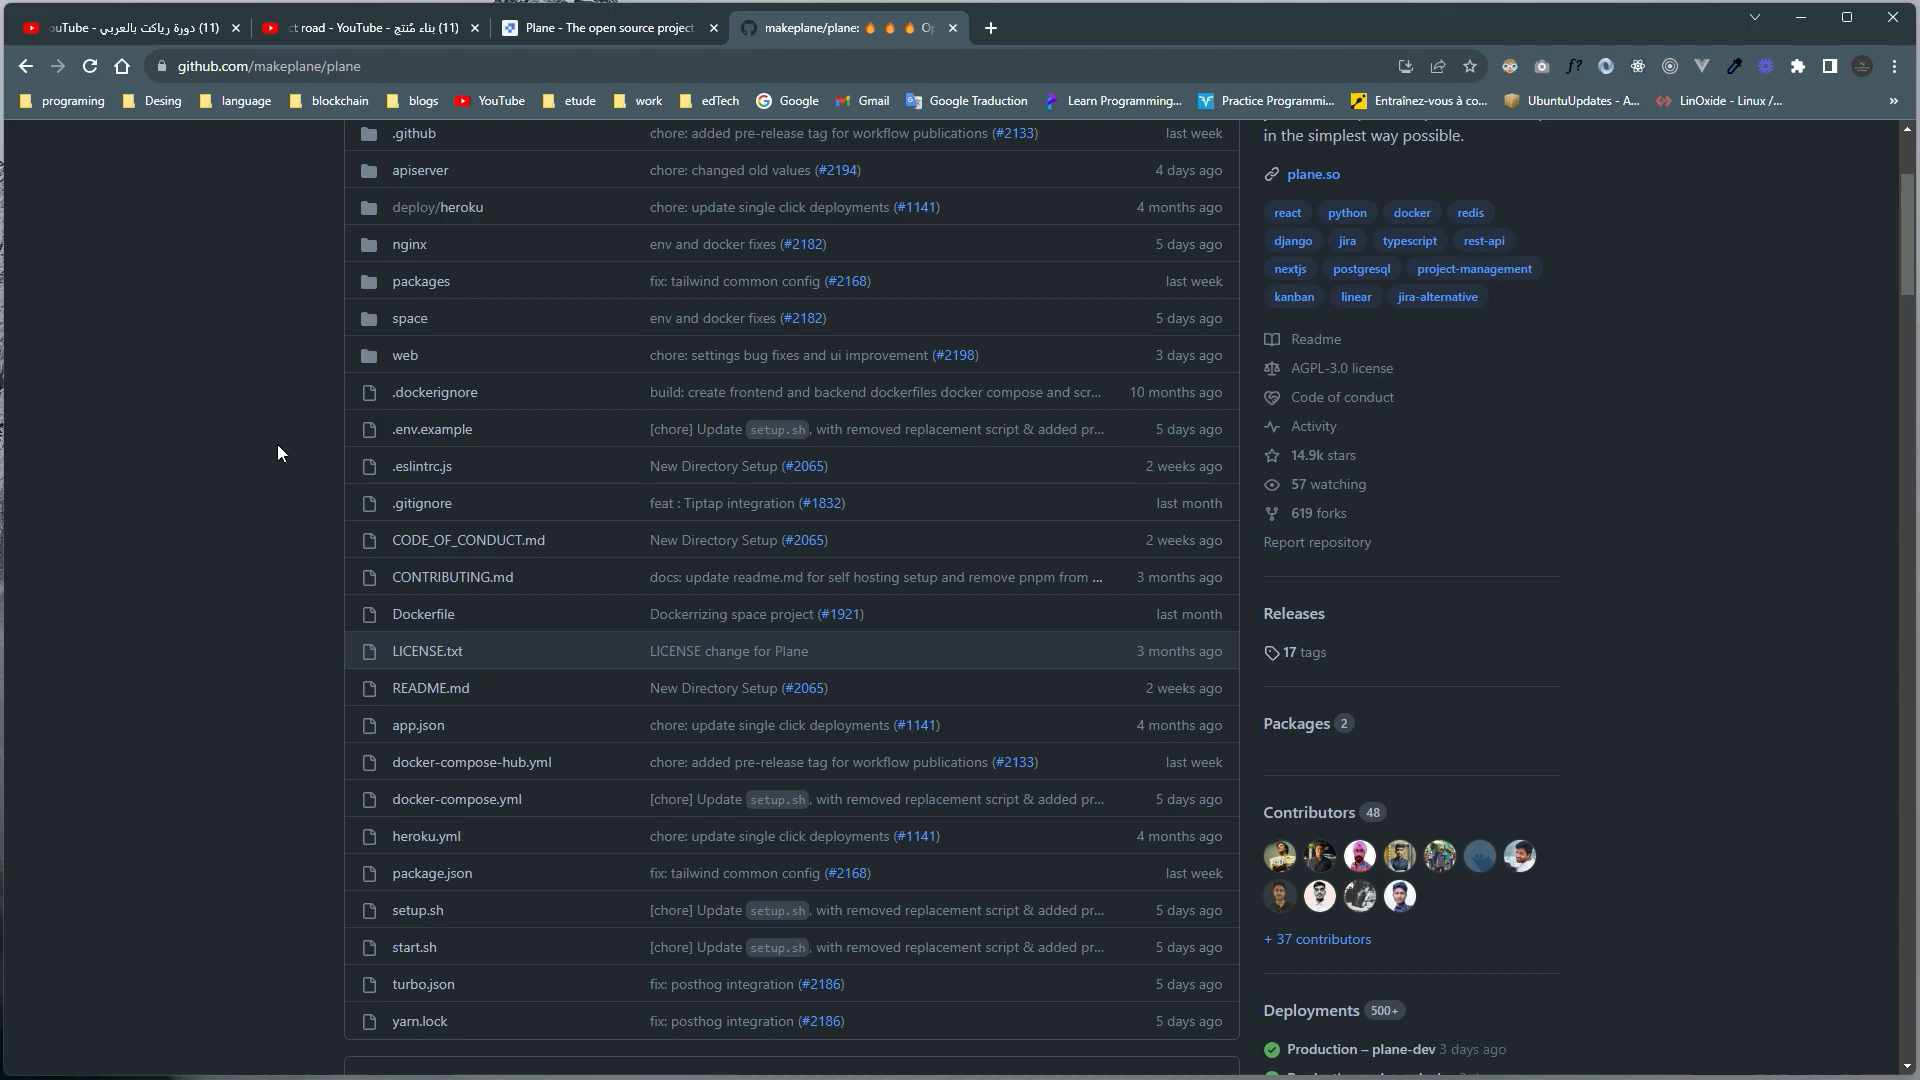 (11) دورة رياكت بالعربي - YouTube
(11) بناء مُنتج - ct road - YouTube
Plane - The open source project
makeplane/plane: 🔥 🔥 🔥 Op
github.com/makeplane/plane
programing
Desing
language
blockchain
blogs
YouTube
etude
work
edTech
Google
Gmail
Google Traduction
Learn Programming...
Practice Programmi...
Entraînez-vous à co...
UbuntuUpdates - A...
LinOxide - Linux /...
»
.github chore: added pre-release tag for workflow publications (#2133) last week
apiserver chore: changed old values (#2194) 4 days ago
deploy/heroku chore: update single click deployments (#1141) 4 months ago
nginx env and docker fixes (#2182) 5 days ago
packages fix: tailwind common config (#2168) last week
space env and docker fixes (#2182) 5 days ago
web chore: settings bug fixes and ui improvement (#2198) 3 days ago
.dockerignore build: create frontend and backend dockerfiles docker compose and scr... 10 months ago
.env.example [chore] Update setup.sh, with removed replacement script & added pr... 5 days ago
.eslintrc.js New Directory Setup (#2065) 2 weeks ago
.gitignore feat : Tiptap integration (#1832) last month
CODE_OF_CONDUCT.md New Directory Setup (#2065) 2 weeks ago
CONTRIBUTING.md docs: update readme.md for self hosting setup and remove pnpm from ... 3 months ago
Dockerfile Dockerrizing space project (#1921) last month
LICENSE.txt LICENSE change for Plane 3 months ago
README.md New Directory Setup (#2065) 2 weeks ago
app.json chore: update single click deployments (#1141) 4 months ago
docker-compose-hub.yml chore: added pre-release tag for workflow publications (#2133) last week
docker-compose.yml [chore] Update setup.sh, with removed replacement script & added pr... 5 days ago
heroku.yml chore: update single click deployments (#1141) 4 months ago
package.json fix: tailwind common config (#2168) last week
setup.sh [chore] Update setup.sh, with removed replacement script & added pr... 5 days ago
start.sh [chore] Update setup.sh, with removed replacement script & added pr... 5 days ago
turbo.json fix: posthog integration (#2186) 5 days ago
yarn.lock fix: posthog integration (#2186) 5 days ago
in the simplest way possible.
plane.so
react python docker redis
django jira typescript rest-api
nextjs postgresql project-management
kanban linear jira-alternative
Readme
AGPL-3.0 license
Code of conduct
Activity
14.9k stars
57 watching
619 forks
Report repository
Releases
17 tags
Packages 2
Contributors 48
+ 37 contributors
Deployments 500+
Production – plane-dev 3 days ago